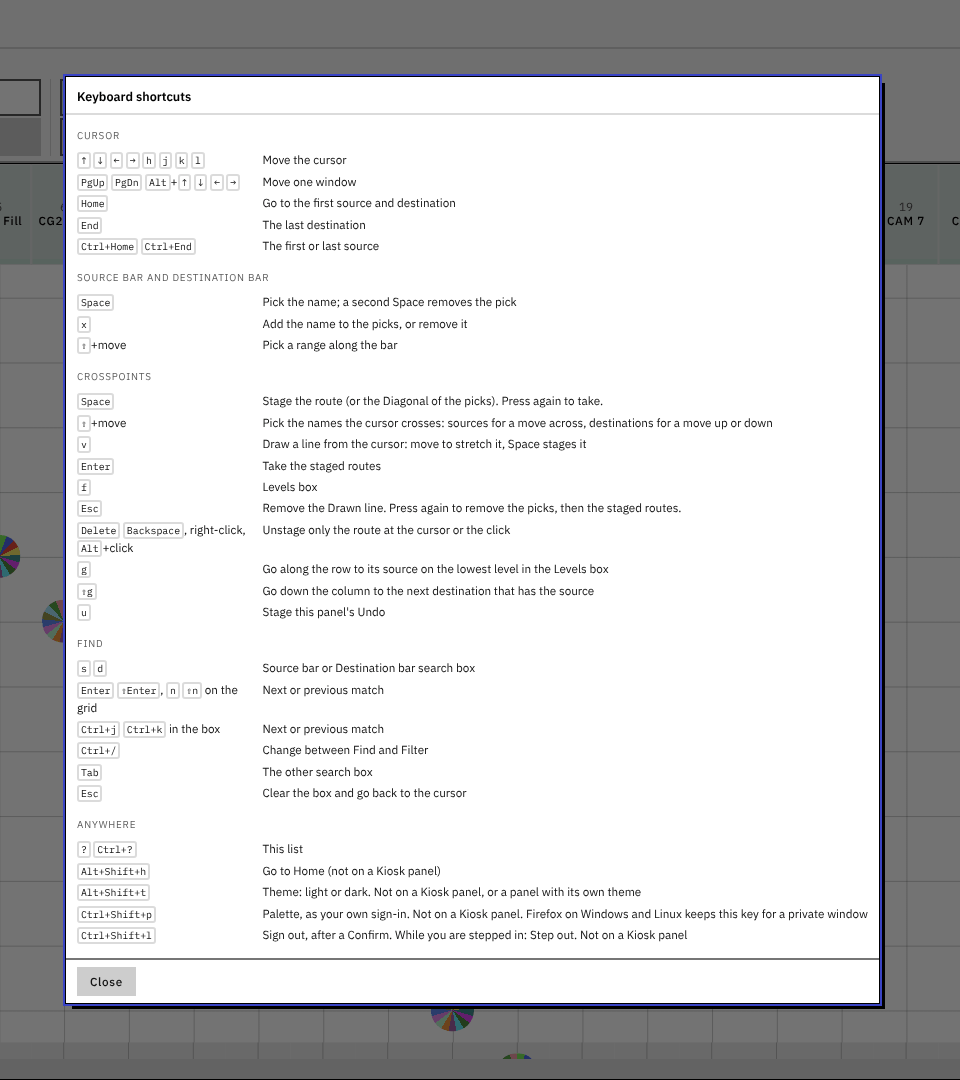 Keyboard shortcuts
CURSOR
↑ ↓ ← → h j k l Move the cursor
PgUp PgDn Alt+↑ ↓ ← → Move one window
Home Go to the first source and destination
End The last destination
Ctrl+Home Ctrl+End The first or last source
SOURCE BAR AND DESTINATION BAR
Space Pick the name; a second Space removes the pick
x Add the name to the picks, or remove it
⇧+move Pick a range along the bar
CROSSPOINTS
Space Stage the route (or the Diagonal of the picks). Press again to take.
⇧+move Pick the names the cursor crosses: sources for a move across, destinations for a move up or down
v Draw a line from the cursor: move to stretch it, Space stages it
Enter Take the staged routes
f Levels box
Esc Remove the Drawn line. Press again to remove the picks, then the staged routes.
Delete Backspace, right-click, Unstage only the route at the cursor or the click
Alt+click
g Go along the row to its source on the lowest level in the Levels box
⇧g Go down the column to the next destination that has the source
u Stage this panel's Undo
FIND
s d Source bar or Destination bar search box
Enter ⇧Enter, n ⇧n on the Next or previous match
grid
Ctrl+j Ctrl+k in the box Next or previous match
Ctrl+/ Change between Find and Filter
Tab The other search box
Esc Clear the box and go back to the cursor
ANYWHERE
? Ctrl+? This list
Alt+Shift+h Go to Home (not on a Kiosk panel)
Alt+Shift+t Theme: light or dark. Not on a Kiosk panel, or a panel with its own theme
Ctrl+Shift+p Palette, as your own sign-in. Not on a Kiosk panel. Firefox on Windows and Linux keeps this key for a private window
Ctrl+Shift+l Sign out, after a Confirm. While you are stepped in: Step out. Not on a Kiosk panel
Close
Fill
CG2
19
CAM 7